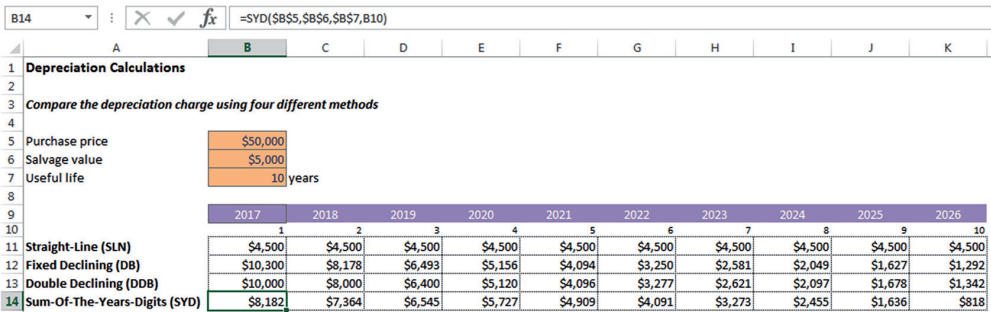 B14 fx =SYD($B$5,$B$6,$B$7,B10)
A B C D E F G H I J K
1 Depreciation Calculations
2
3 Compare the depreciation charge using four different methods
4
5 Purchase price $50,000
6 Salvage value $5,000
7 Useful life 10 years
8
9 2017 2018 2019 2020 2021 2022 2023 2024 2025 2026
10 1 2 3 4 5 6 7 8 9 10
11 Straight-Line (SLN) $4,500 $4,500 $4,500 $4,500 $4,500 $4,500 $4,500 $4,500 $4,500 $4,500
12 Fixed Declining (DB) $10,300 $8,178 $6,493 $5,156 $4,094 $3,250 $2,581 $2,049 $1,627 $1,292
13 Double Declining (DDB) $10,000 $8,000 $6,400 $5,120 $4,096 $3,277 $2,621 $2,097 $1,678 $1,342
14 Sum-Of-The-Years-Digits (SYD) $8,182 $7,364 $6,545 $5,727 $4,909 $4,091 $3,273 $2,455 $1,636 $818